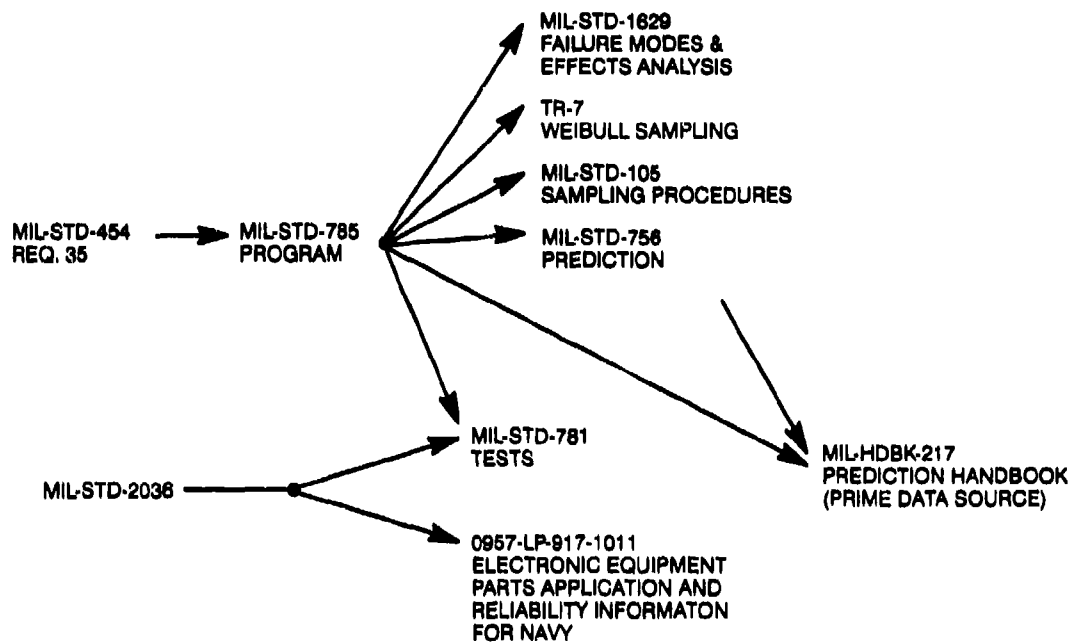 MIL-STD-1629
FAILURE MODES &
EFFECTS ANALYSIS
TR-7
WEIBULL SAMPLING
MIL-STD-105
SAMPLING PROCEDURES
MIL-STD-454
REQ. 35
MIL-STD-785
PROGRAM
MIL-STD-756
PREDICTION
MIL-STD-781
TESTS
MIL-HDBK-217
PREDICTION HANDBOOK
(PRIME DATA SOURCE)
MIL-STD-2036
0957-LP-917-1011
ELECTRONIC EQUIPMENT
PARTS APPLICATION AND
RELIABILITY INFORMATON
FOR NAVY